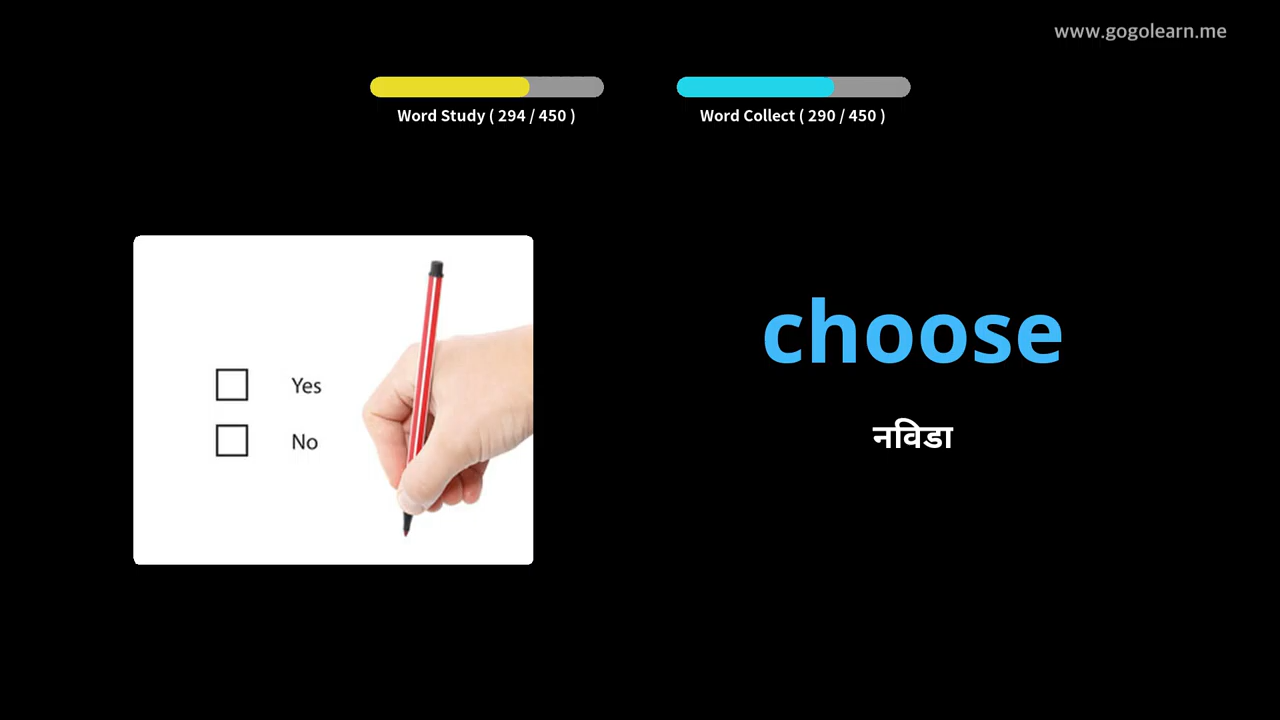 www.gogolearn.me
Word Study ( 294 / 450 )
Word Collect ( 290 / 450 )
Yes
No
choose
नविडा